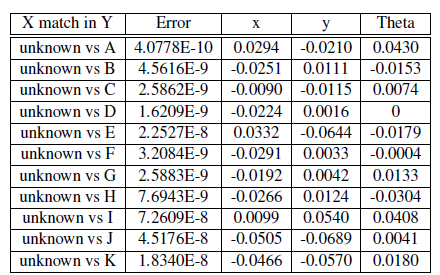 X match in Y Error x y Theta
unknown vs A 4.0778E-10 0.0294 -0.0210 0.0430
unknown vs B 4.5616E-9 -0.0251 0.0111 -0.0153
unknown vs C 2.5862E-9 -0.0090 -0.0115 0.0074
unknown vs D 1.6209E-9 -0.0224 0.0016 0
unknown vs E 2.2527E-8 0.0332 -0.0644 -0.0179
unknown vs F 3.2084E-9 -0.0291 0.0033 -0.0004
unknown vs G 2.5883E-9 -0.0192 0.0042 0.0133
unknown vs H 7.6943E-9 -0.0266 0.0124 -0.0304
unknown vs I 7.2609E-8 0.0099 0.0540 0.0408
unknown vs J 4.5176E-8 -0.0505 -0.0689 0.0041
unknown vs K 1.8340E-8 -0.0466 -0.0570 0.0180